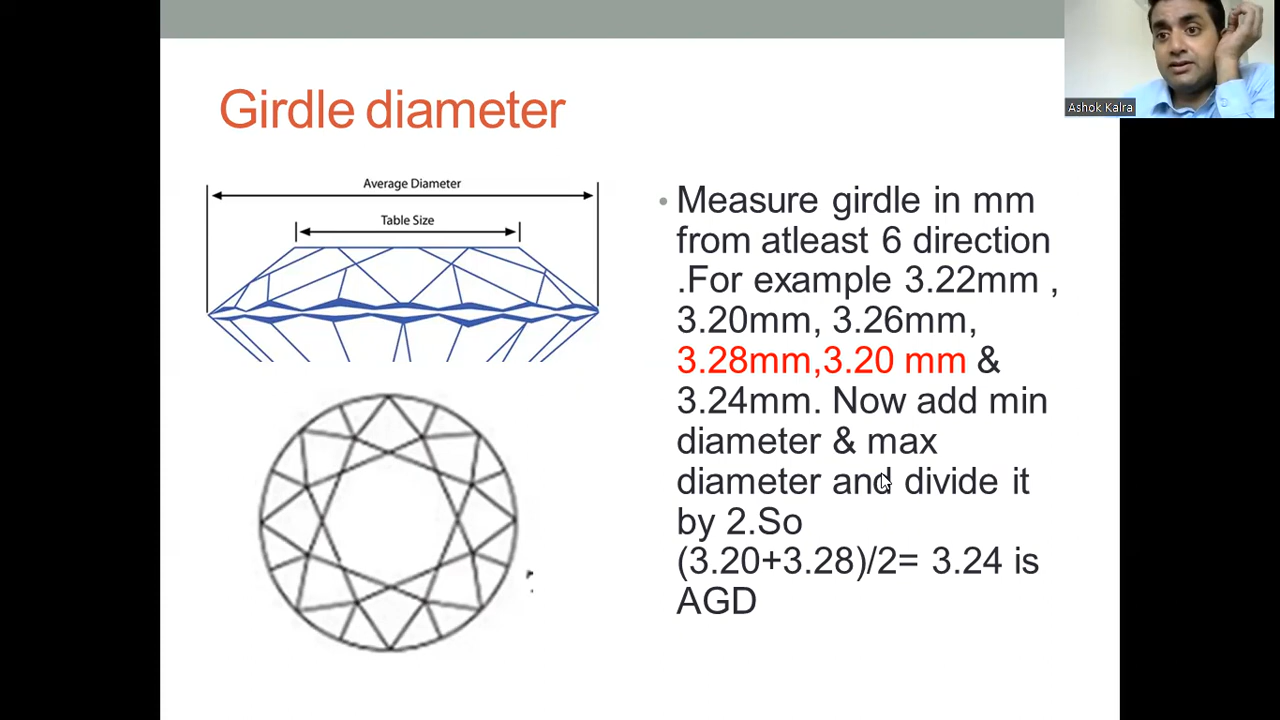 Girdle diameter
Ashok Kalra
Average Diameter
Table Size
• Measure girdle in mm
from atleast 6 direction
.For example 3.22mm ,
3.20mm, 3.26mm,
3.28mm,3.20 mm &
3.24mm. Now add min
diameter & max
diameter and divide it
by 2.So
(3.20+3.28)/2= 3.24 is
AGD